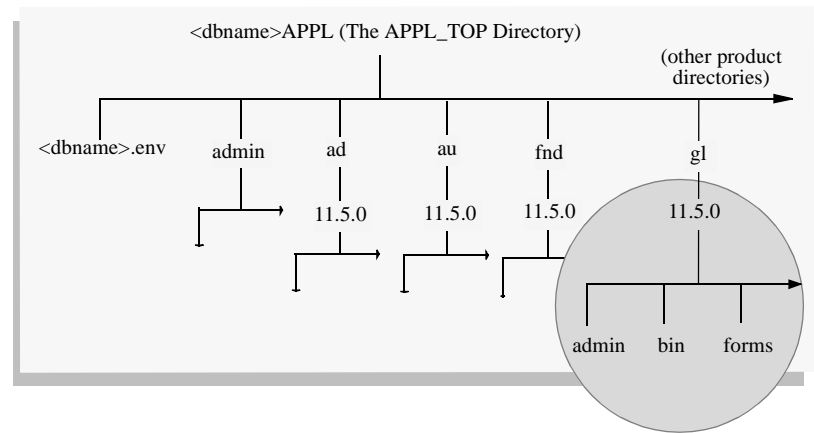 <dbname>APPL (The APPL_TOP Directory)
(other product
directories)
<dbname>.env
admin
ad
au
fnd
gl
11.5.0
11.5.0
11.5.0
11.5.0
admin
bin
forms